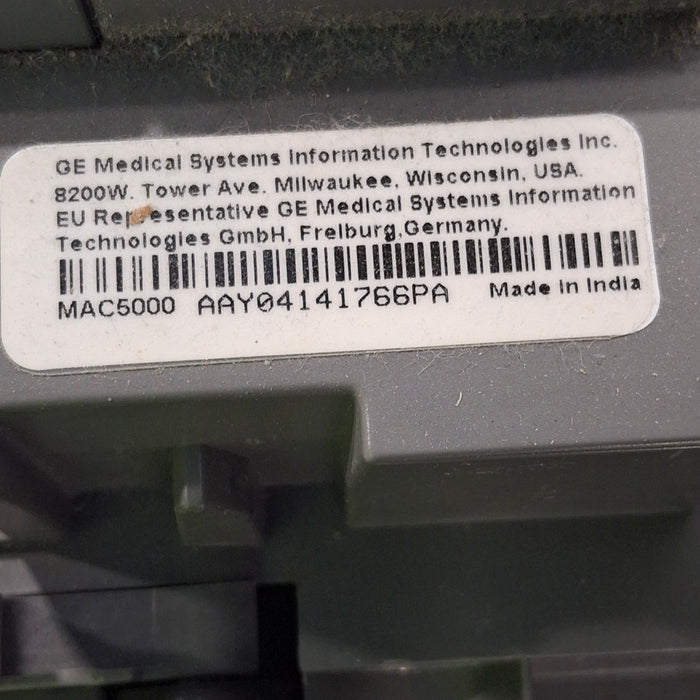 GE Medical Systems Information Technologies Inc.
8200W. Tower Ave. Milwaukee, Wisconsin, USA.
EU Representative GE Medical Systems Information
Technologies GmbH, Freiburg,Germany.
MAC5000 AAY04141766PA Made in India